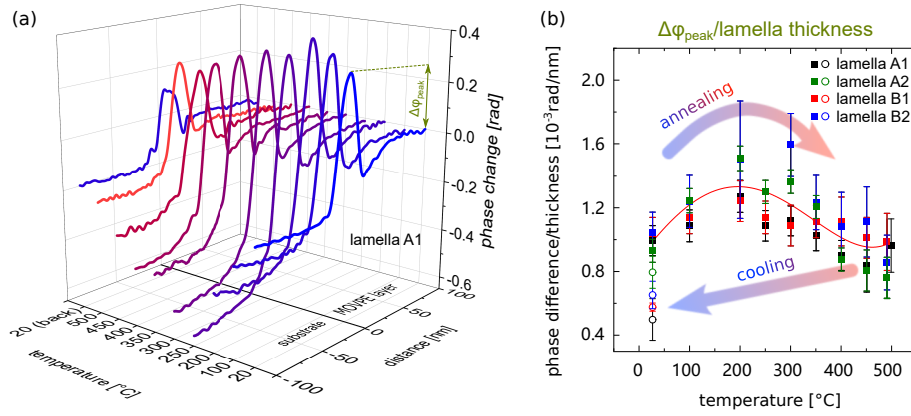 (a)
0.4
0.2
0.0
-0.2
-0.4
-0.6
phase change [rad]
Δφpeak
lamella A1
substrate
MOVPE layer
100
50
0
-50
-100
distance [nm]
20 (back)
500
450
400
350
300
250
200
100
20
temperature [°C]
(b)
Δφpeak/lamella thickness
2.0
1.6
1.2
0.8
0.4
phase difference/thickness [10-3rad/nm]
annealing
cooling
lamella A1
lamella A2
lamella B1
lamella B2
0 100 200 300 400 500
temperature [°C]